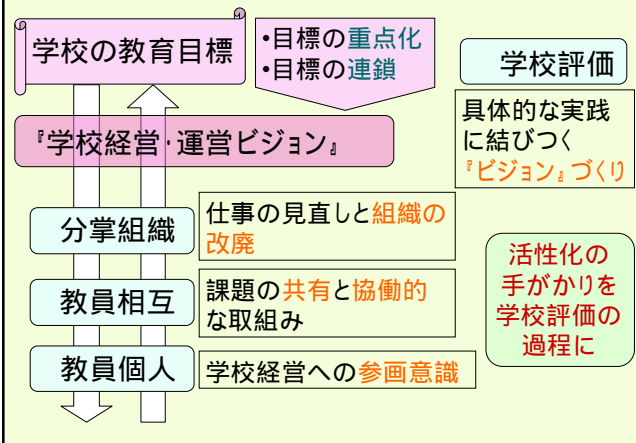 学校の教育目標
•目標の重点化
•目標の連鎖
学校評価
具体的な実践
に結びつく
『ビジョン』づくり
『学校経営・運営ビジョン』
分掌組織
仕事の見直しと組織の
改廃
教員相互
課題の共有と協働的
な取組み
教員個人
学校経営への参画意識
活性化の
手がかりを
学校評価の
過程に